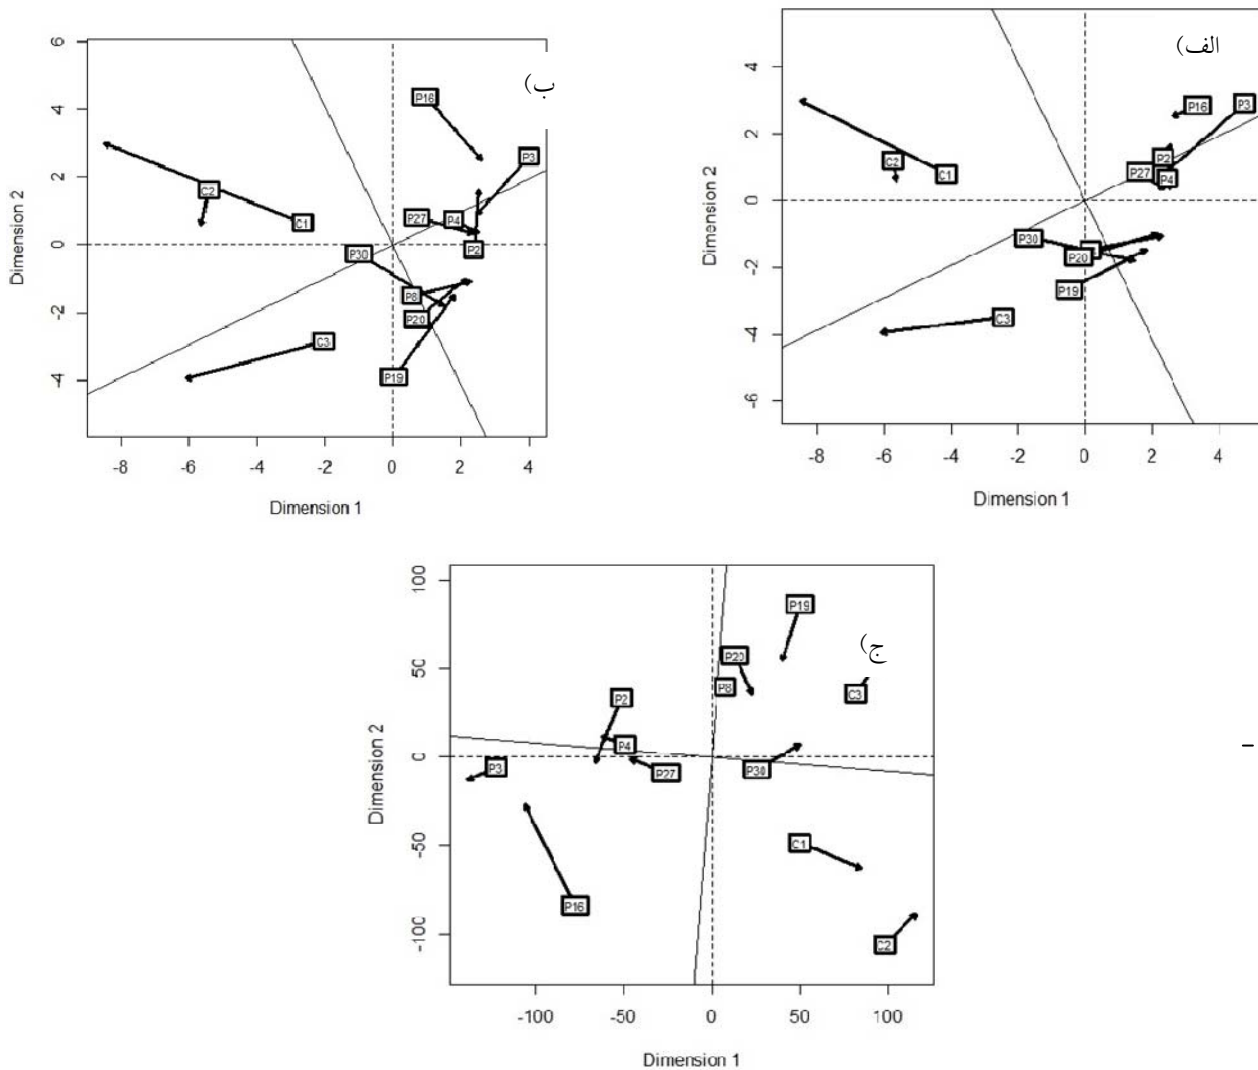 الف)
P16
P3
P2
P27
P4
C2
C1
P30
P20
P19
C3
4
2
0
-2
-4
-6
Dimension 2
-8
-6
-4
-2
0
2
4
Dimension 1
ب)
P16
P3
C2
C1
P27
P4
P2
P30
P8
P20
C3
P19
6
4
2
0
-2
-4
Dimension 2
-8
-6
-4
-2
0
2
4
Dimension 1
ج)
P19
P20
P8
C3
P2
P4
P3
P27
P30
C1
P16
C2
100
50
0
-50
-100
Dimension 2
-100
-50
0
50
100
Dimension 1
–